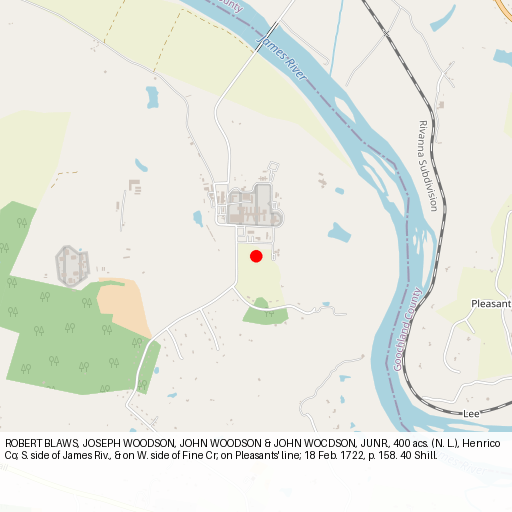 County
James River
Rivanna Subdivision
Goochland County
Pleasant
Lee
ROBERT BLAWS, JOSEPH WOODSON, JOHN WOODSON & JOHN WOCDSON, JUNR, 400 acs. (N. L.), Henrico
Co; S. side of James Riv., & on W. side of Fine Cr, on Pleasants' line; 18 Feb. 1722, p. 158. 40 Shill.